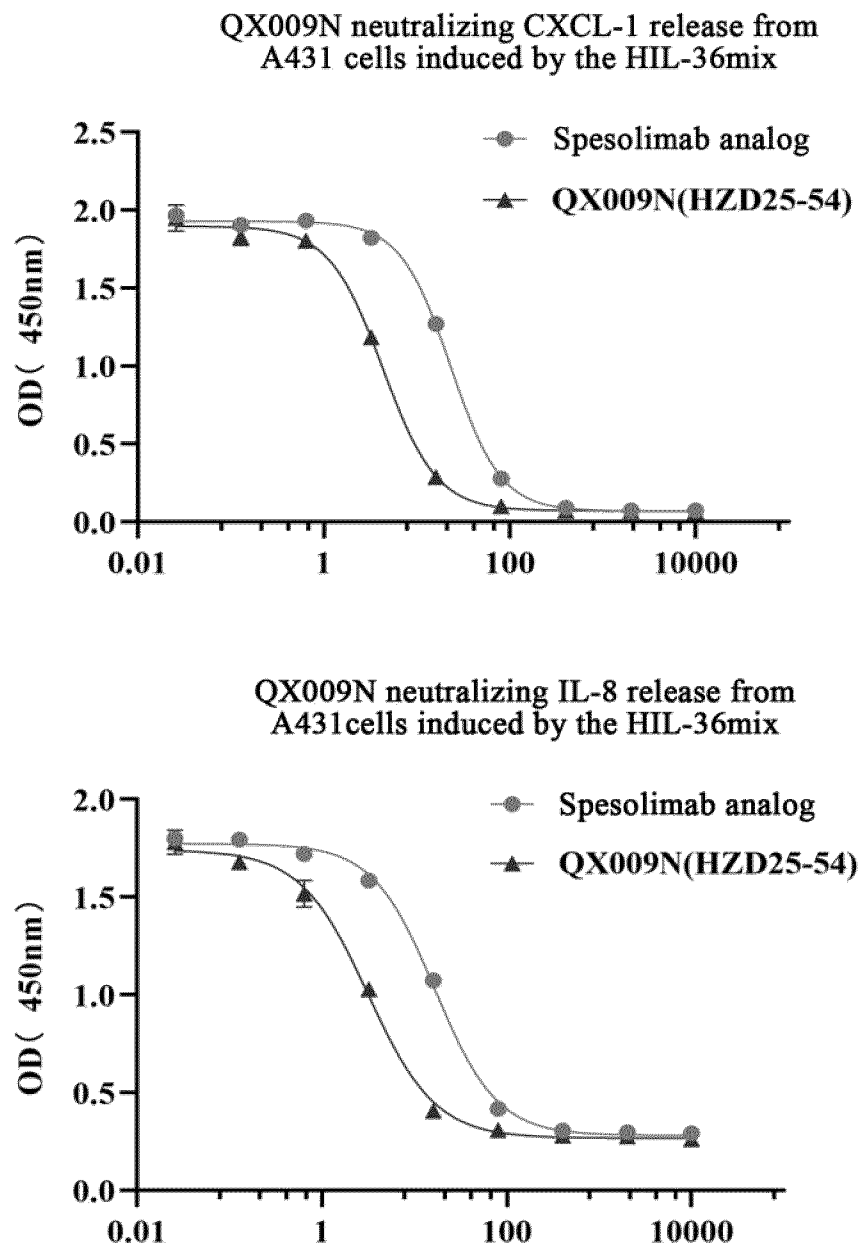 QX009N neutralizing CXCL-1 release from
A431 cells induced by the HIL-36mix
Spesolimab analog
QX009N(HZD25-54)
OD( 450nm)
2.5
2.0
1.5
1.0
0.5
0.0
0.01
1
100
10000
QX009N neutralizing IL-8 release from
A431cells induced by the HIL-36mix
Spesolimab analog
QX009N(HZD25-54)
OD( 450nm)
2.0
1.5
1.0
0.5
0.0
0.01
1
100
10000